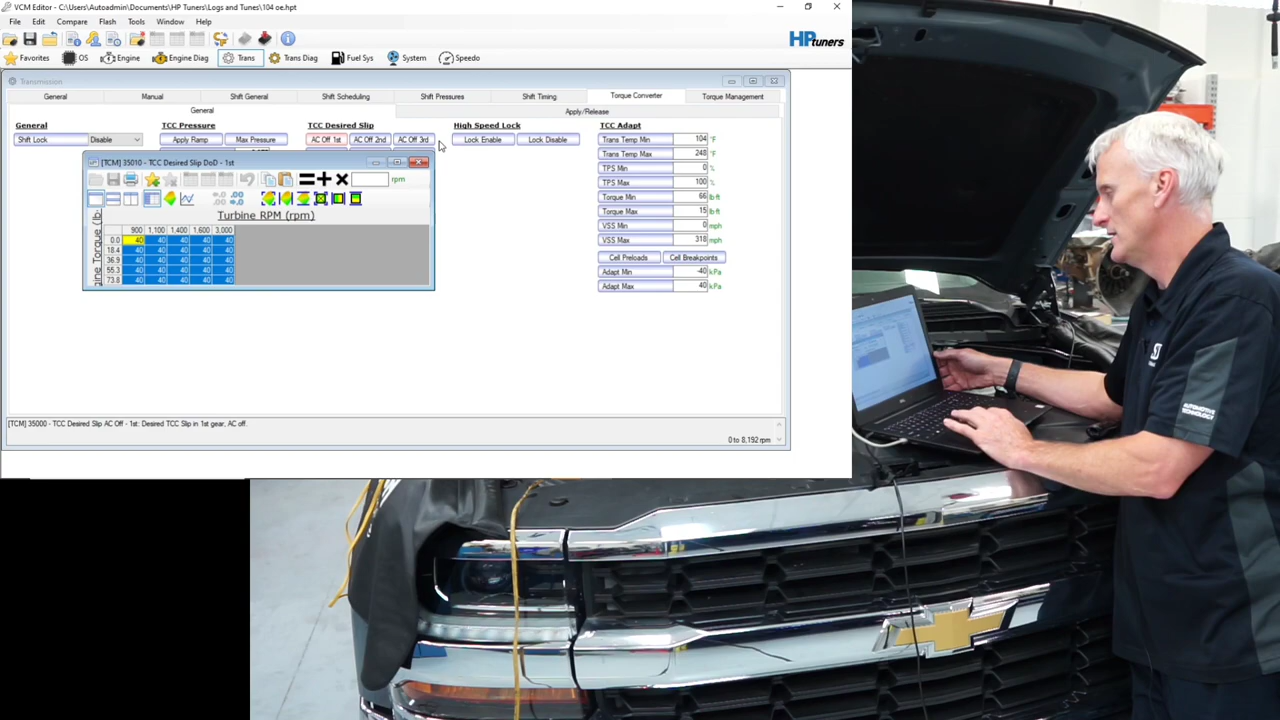 VCM Editor - C:\Users\Autoadmin\Documents\HP Tuners\Logs and Tunes\104 oe.hpt
File Edit Compare Flash Tools Window Help
HPtuners
Favorites OS Engine Engine Diag Trans Trans Diag Fuel Sys System Speedo
Transmission
General Manual Shift General Shift Scheduling Shift Pressures Shift Timing Torque Converter Torque Management
General Apply/Release
General TCC Pressure TCC Desired Slip High Speed Lock TCC Adapt
Shift Lock Disable Apply Ramp Max Pressure AC Off 1st AC Off 2nd AC Off 3rd Lock Enable Lock Disable Trans Temp Min 104 °F
Trans Temp Max 248 °F
[TCM] 35010 - TCC Desired Slip DoD - 1st
TPS Min 0 %
rpm
TPS Max 100 %
Torque Min 66 lb·ft
Torque Max 15 lb·ft
Turbine RPM (rpm)
VSS Min 0 mph
900 1,100 1,400 1,600 3,000
VSS Max 318 mph
0.0 40 40 40 40 40
18.4 40 40 40 40 40
Cell Preloads Cell Breakpoints
36.9 40 40 40 40 40
55.3 40 40 40 40 40
Adapt Min -40 kPa
73.8 40 40 40 40 40
Adapt Max 40 kPa
[TCM] 35000 - TCC Desired Slip AC Off - 1st: Desired TCC Slip in 1st gear, AC off.
0 to 8,192 rpm
AUTOMOTIVE
TECHNOLOGY